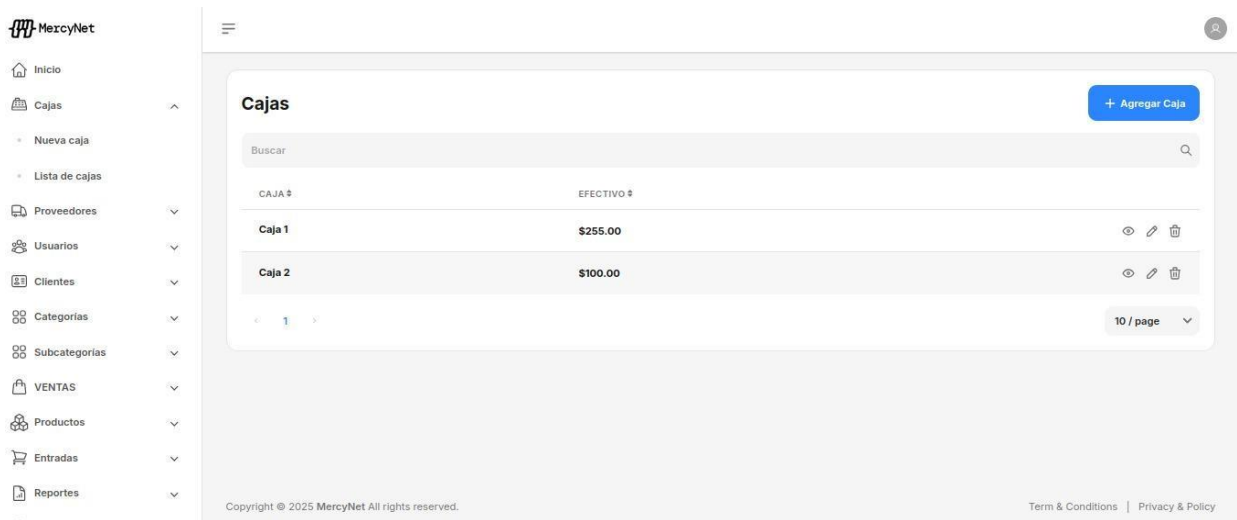 MercyNet
Inicio
Cajas
Nueva caja
Lista de cajas
Proveedores
Usuarios
Clientes
Categorías
Subcategorías
VENTAS
Productos
Entradas
Reportes
Cajas
+ Agregar Caja
Buscar
CAJA EFECTIVO
Caja 1 $255.00
Caja 2 $100.00
< 1 >
10 / page
Copyright © 2025 MercyNet All rights reserved.
Term & Conditions | Privacy & Policy